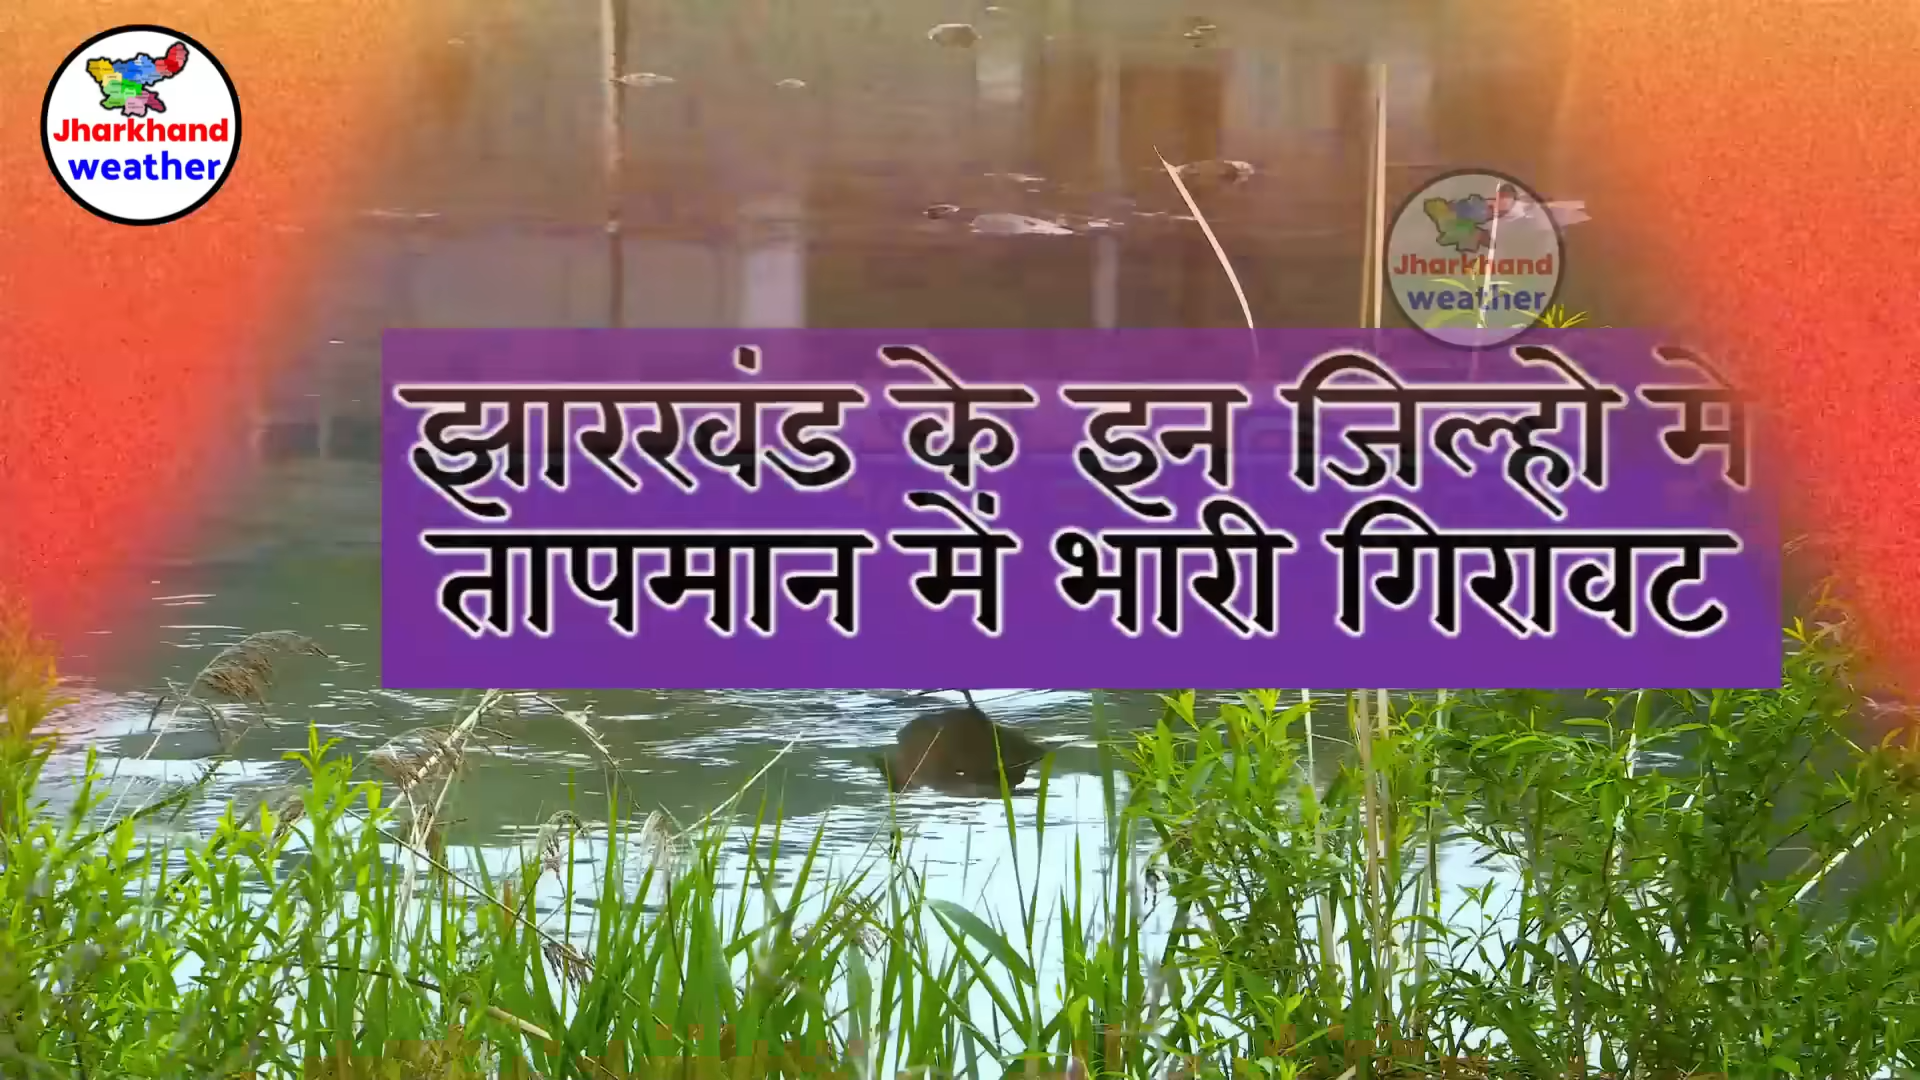 Jharkhand
weather
Jharkhand
weather
झारखंड के इन जिल्हो मे
तापमान में भारी गिरावट